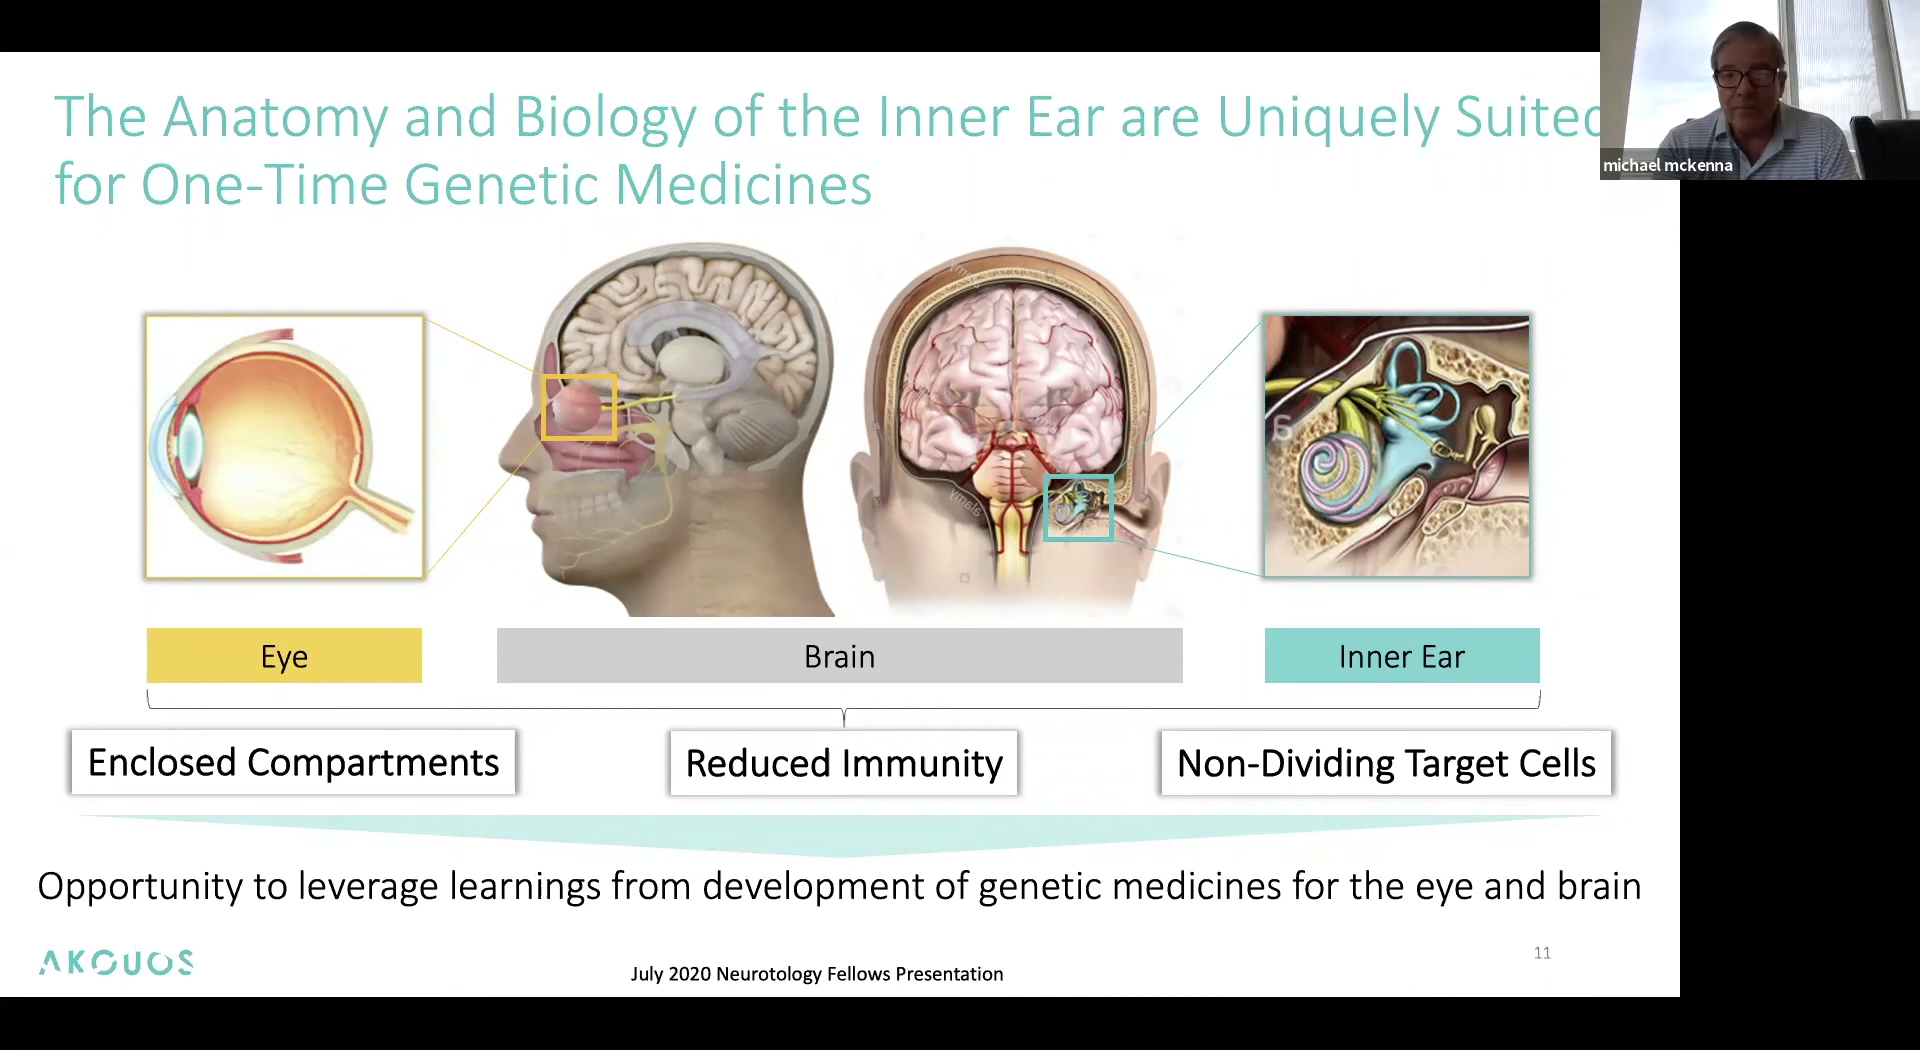 The Anatomy and Biology of the Inner Ear are Uniquely Suited
for One-Time Genetic Medicines
michael mckenna
Eye
Brain
Inner Ear
Enclosed Compartments
Reduced Immunity
Non-Dividing Target Cells
Opportunity to leverage learnings from development of genetic medicines for the eye and brain
AKOUOS
July 2020 Neurotology Fellows Presentation
11